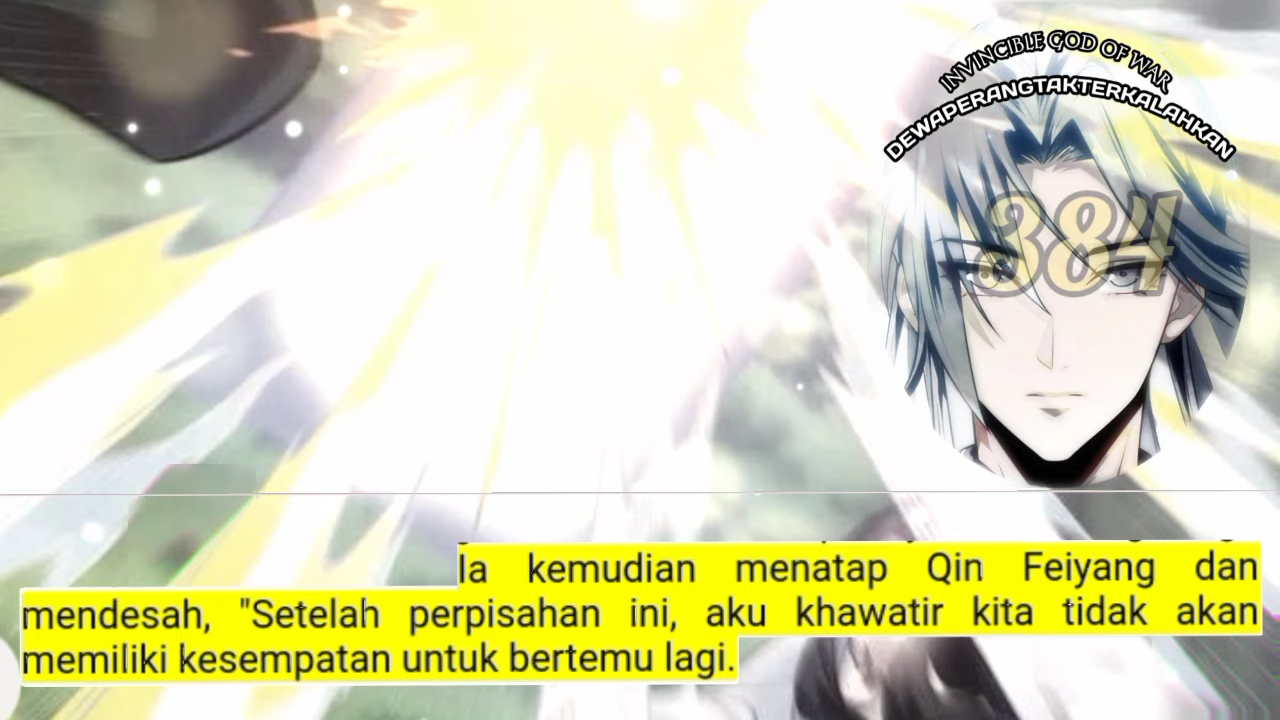 INVINCIBLE GOD OF WAR
DEWAPERANGTAKTERKALAHKAN
384
Ia kemudian menatap Qin Feiyang dan
mendesah, "Setelah perpisahan ini, aku khawatir kita tidak akan
memiliki kesempatan untuk bertemu lagi.